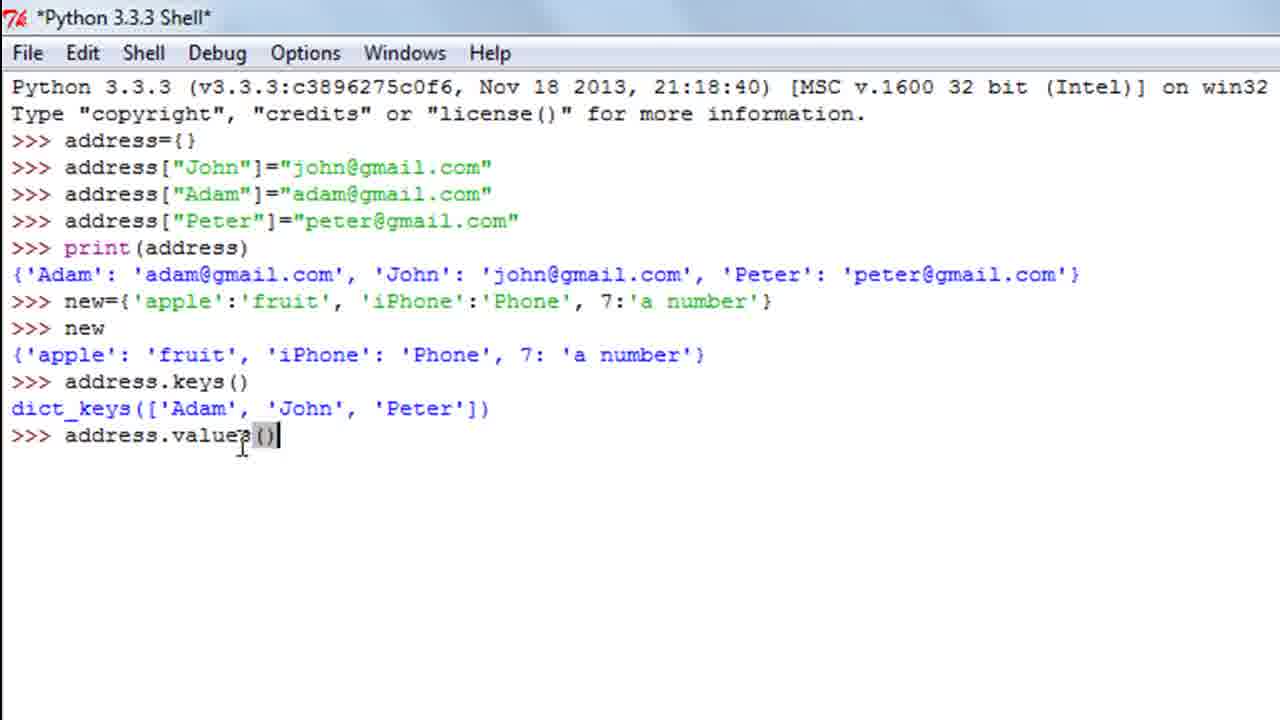 *Python 3.3.3 Shell*
File Edit Shell Debug Options Windows Help
Python 3.3.3 (v3.3.3:c3896275c0f6, Nov 18 2013, 21:18:40) [MSC v.1600 32 bit (Intel)] on win32
Type "copyright", "credits" or "license()" for more information.
>>> address={}
>>> address["John"]="john@gmail.com"
>>> address["Adam"]="adam@gmail.com"
>>> address["Peter"]="peter@gmail.com"
>>> print(address)
{'Adam': 'adam@gmail.com', 'John': 'john@gmail.com', 'Peter': 'peter@gmail.com'}
>>> new={'apple':'fruit', 'iPhone':'Phone', 7:'a number'}
>>> new
{'apple': 'fruit', 'iPhone': 'Phone', 7: 'a number'}
>>> address.keys()
dict_keys(['Adam', 'John', 'Peter'])
>>> address.values()